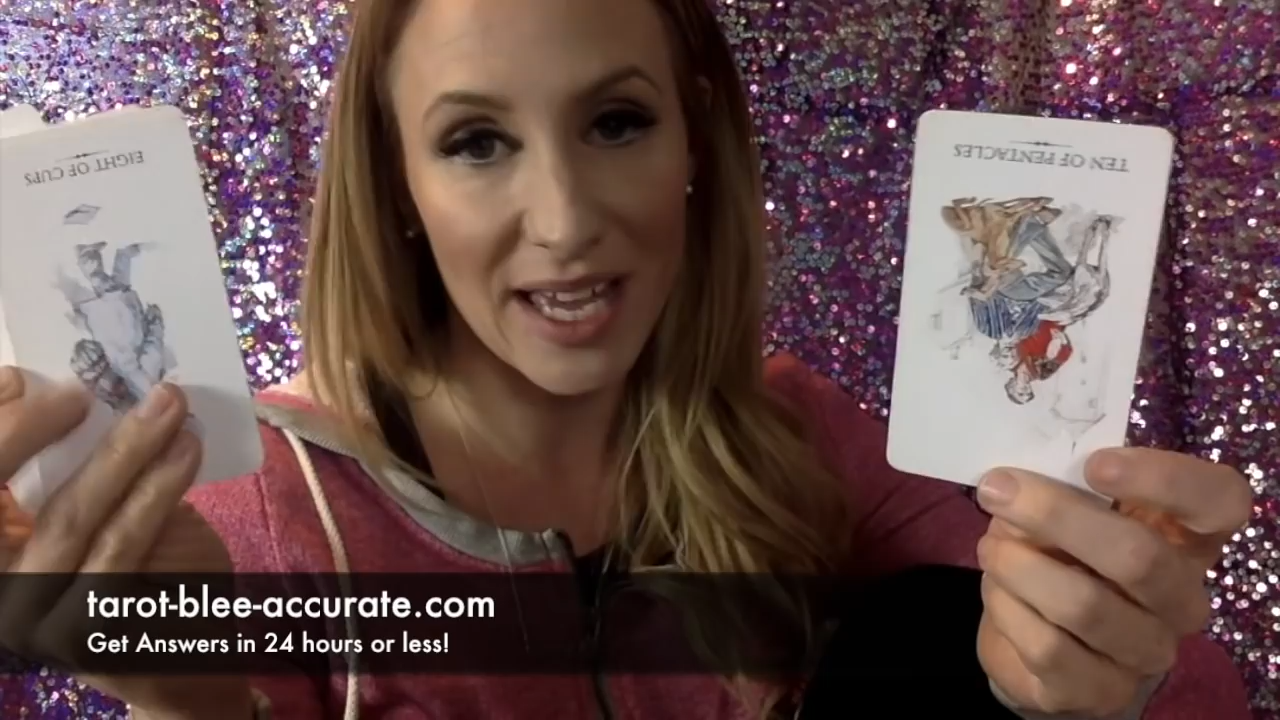 EIGHT OF CUPS
TEN OF PENTACLES
tarot-blee-accurate.com
Get Answers in 24 hours or less!